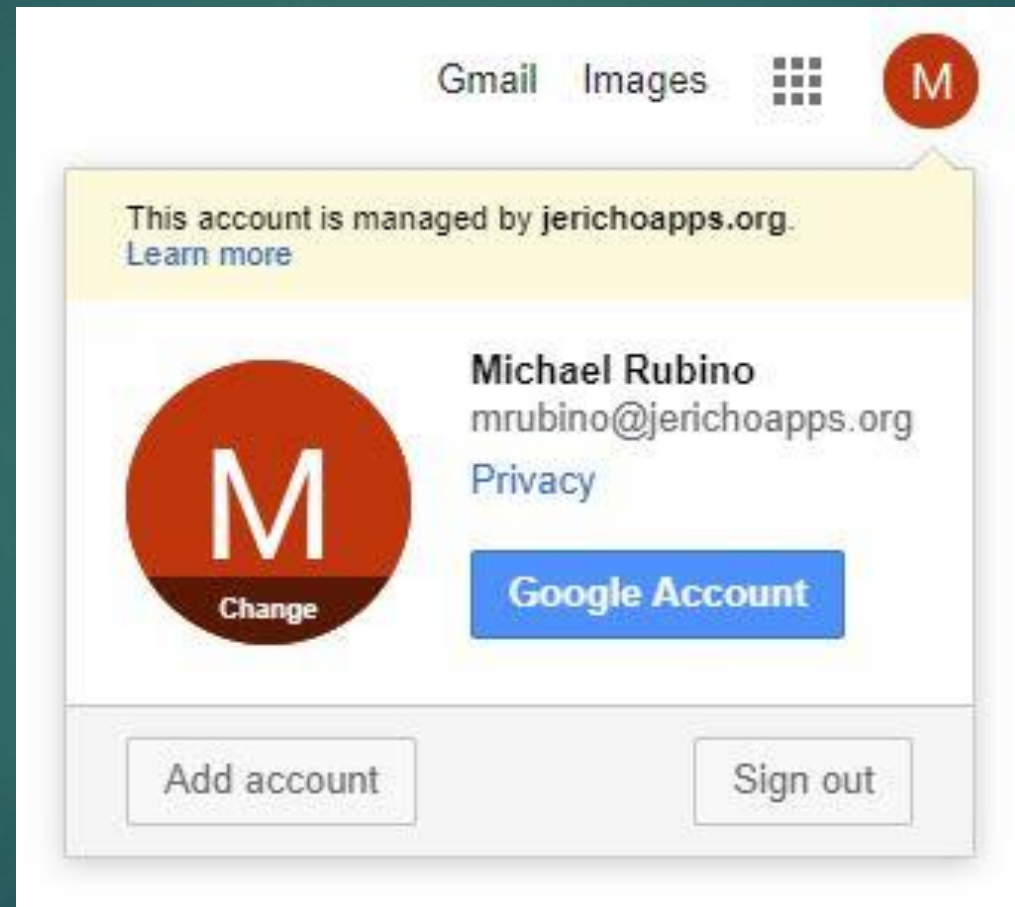 Gmail Images M
This account is managed by jerichoapps.org.
Learn more
Michael Rubino
mrubino@jerichoapps.org
Privacy
M
Change
Google Account
Add account Sign out